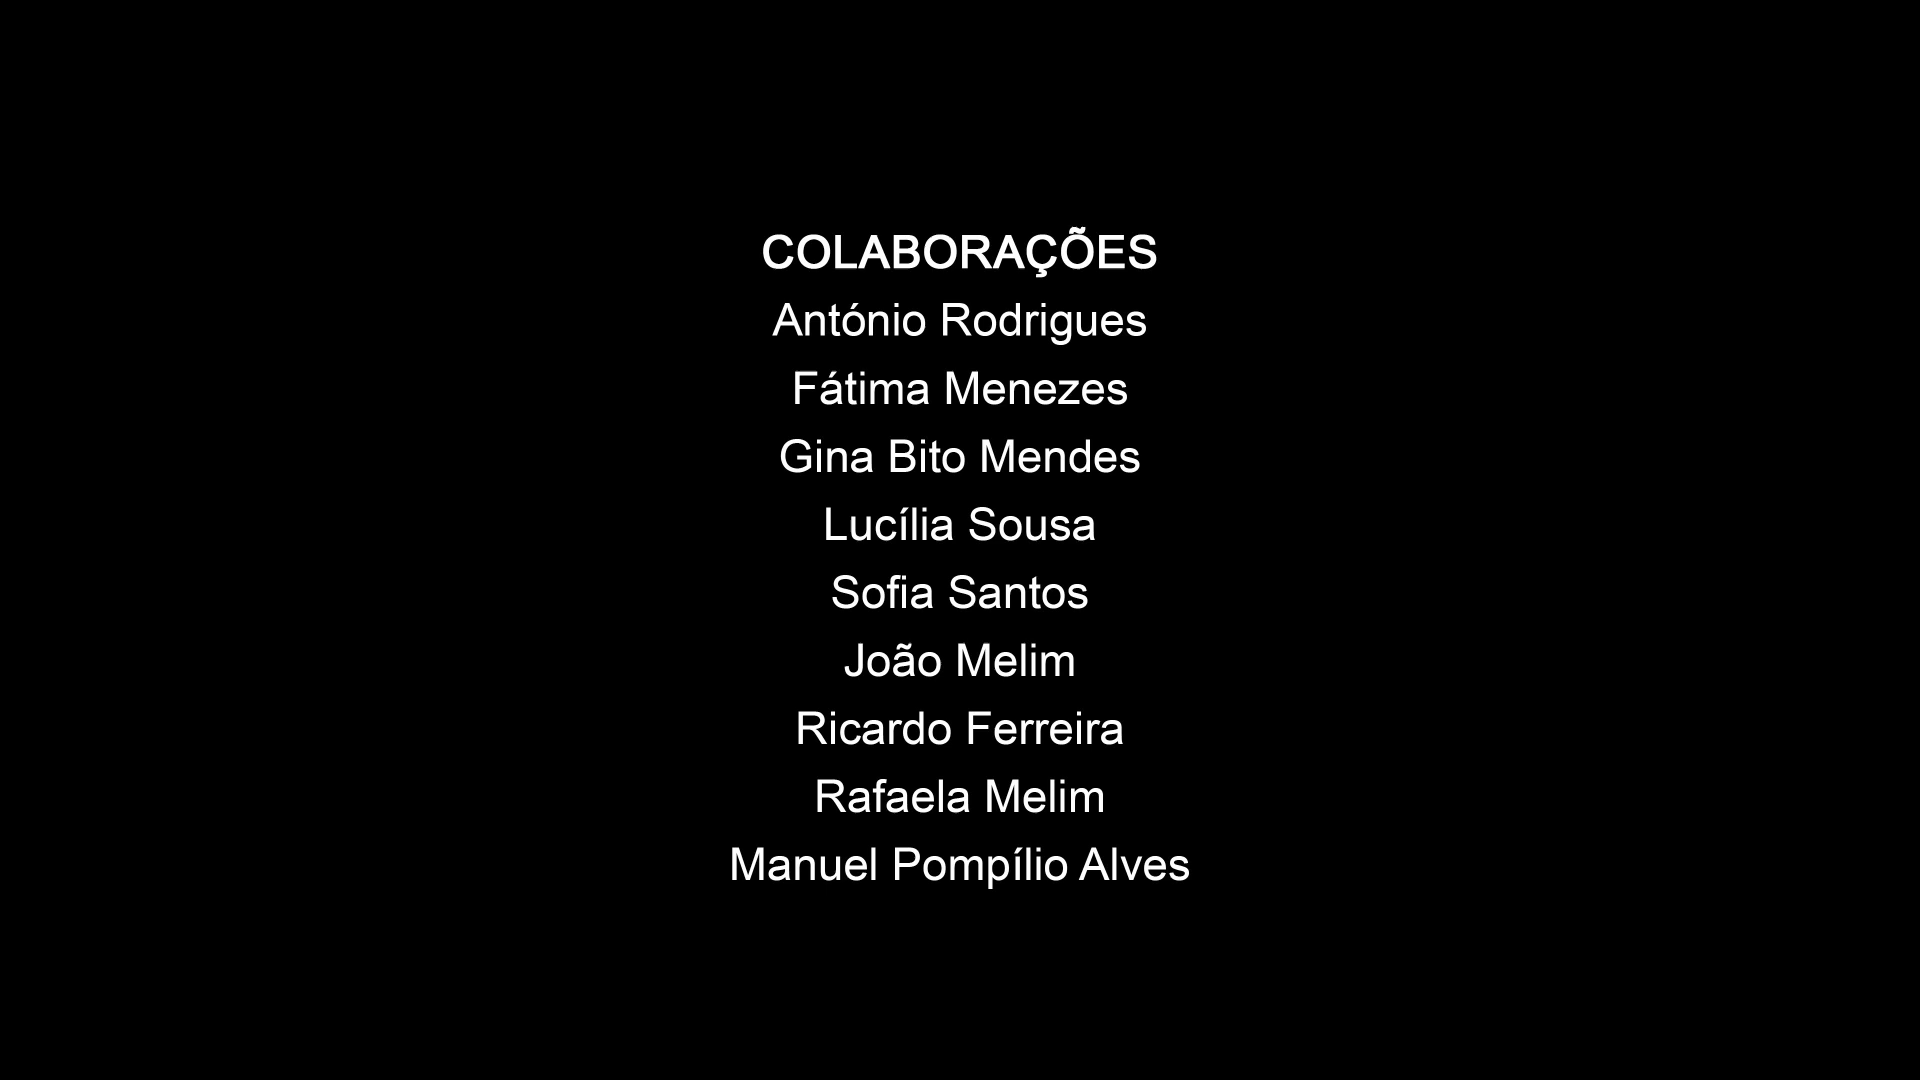 COLABORAÇÕES
António Rodrigues
Fátima Menezes
Gina Bito Mendes
Lucília Sousa
Sofia Santos
João Melim
Ricardo Ferreira
Rafaela Melim
Manuel Pompílio Alves